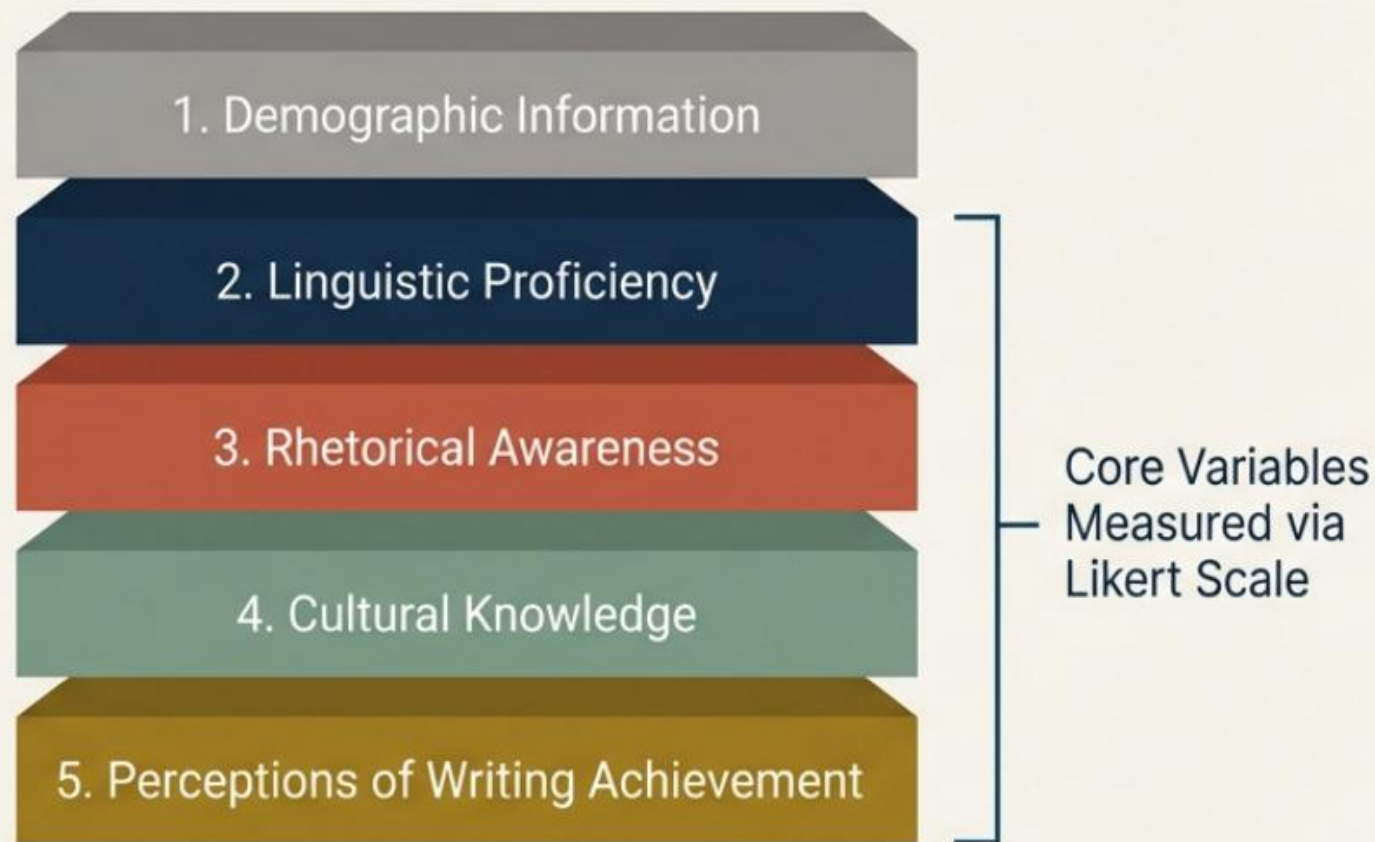 1. Demographic Information
2. Linguistic Proficiency
3. Rhetorical Awareness
4. Cultural Knowledge
5. Perceptions of Writing Achievement
Core Variables
Measured via
Likert Scale